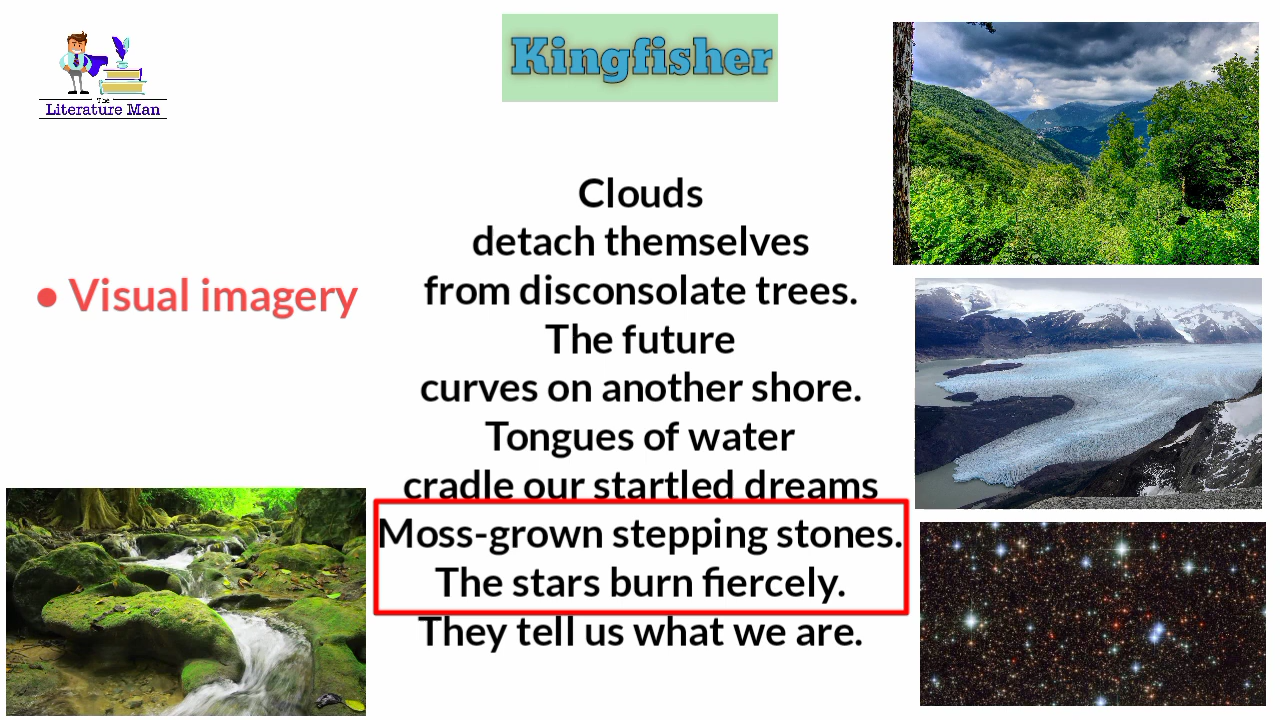 Kingfisher
The
Literature Man
• Visual imagery
Clouds
detach themselves
from disconsolate trees.
The future
curves on another shore.
Tongues of water
cradle our startled dreams
Moss-grown stepping stones.
The stars burn fiercely.
They tell us what we are.